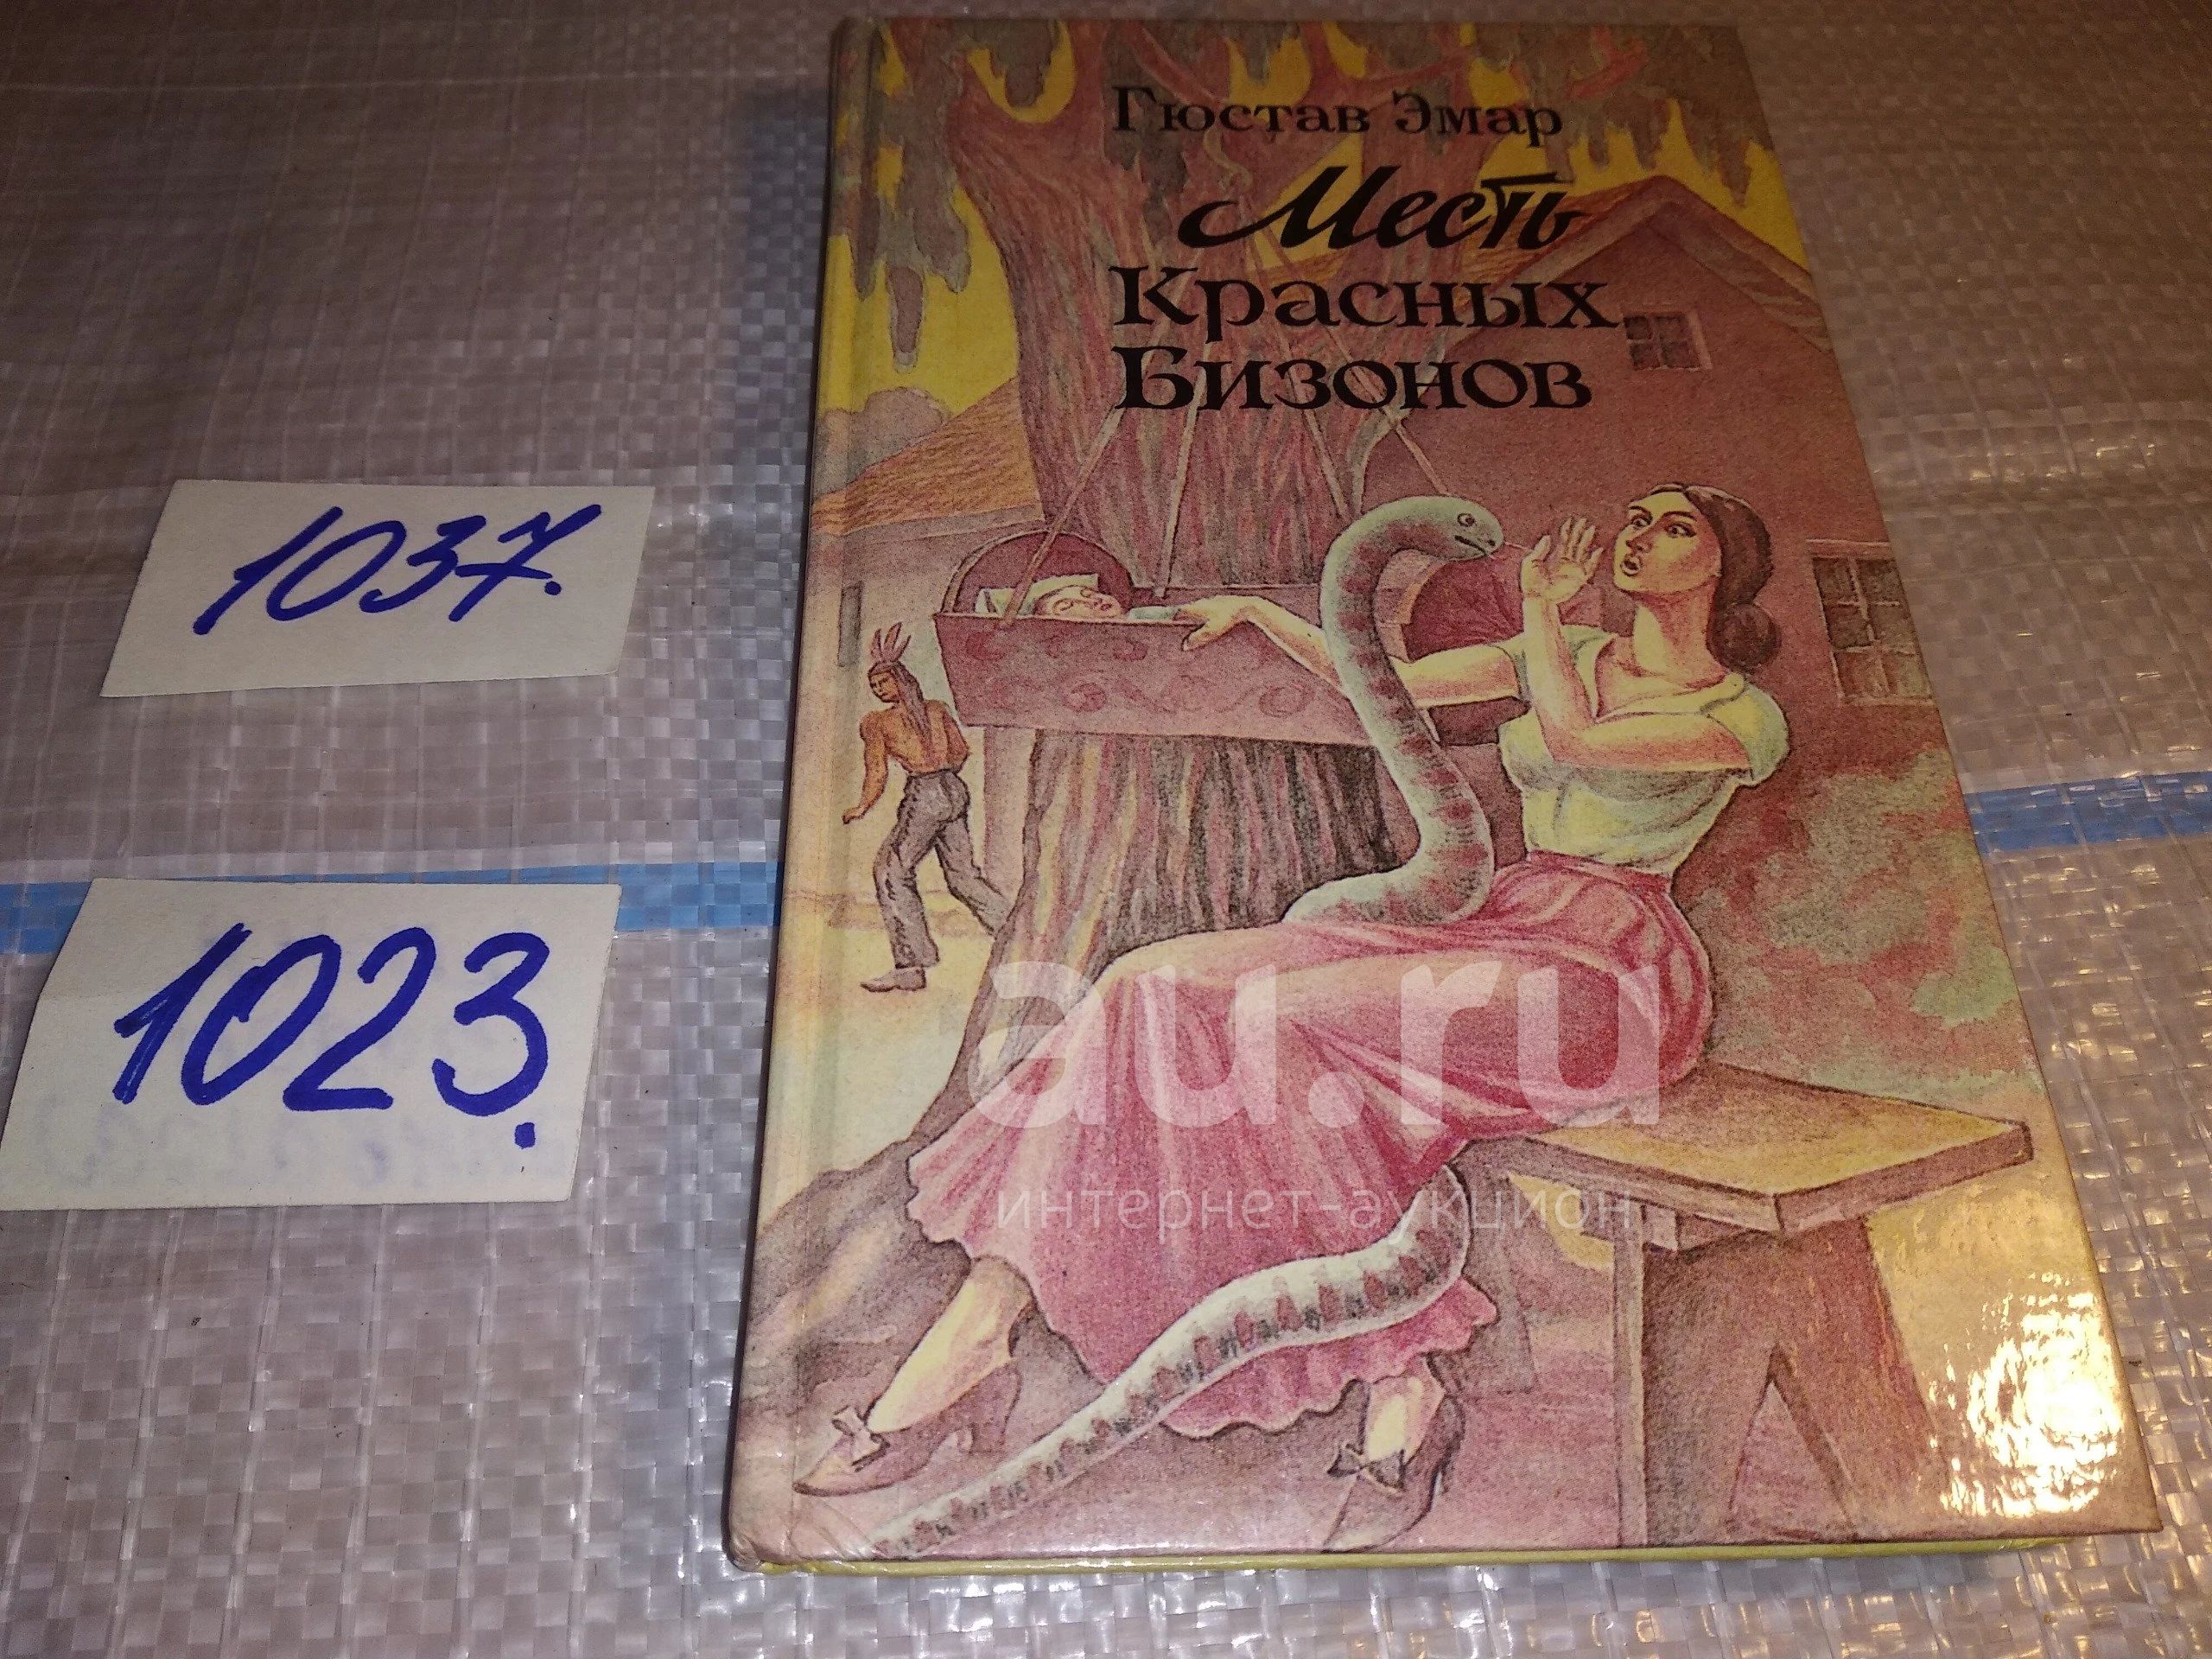 Гюстав Эмар
Месть
Красных
Бизонов
1037.
1023.
au.ru
интернет-аукцион